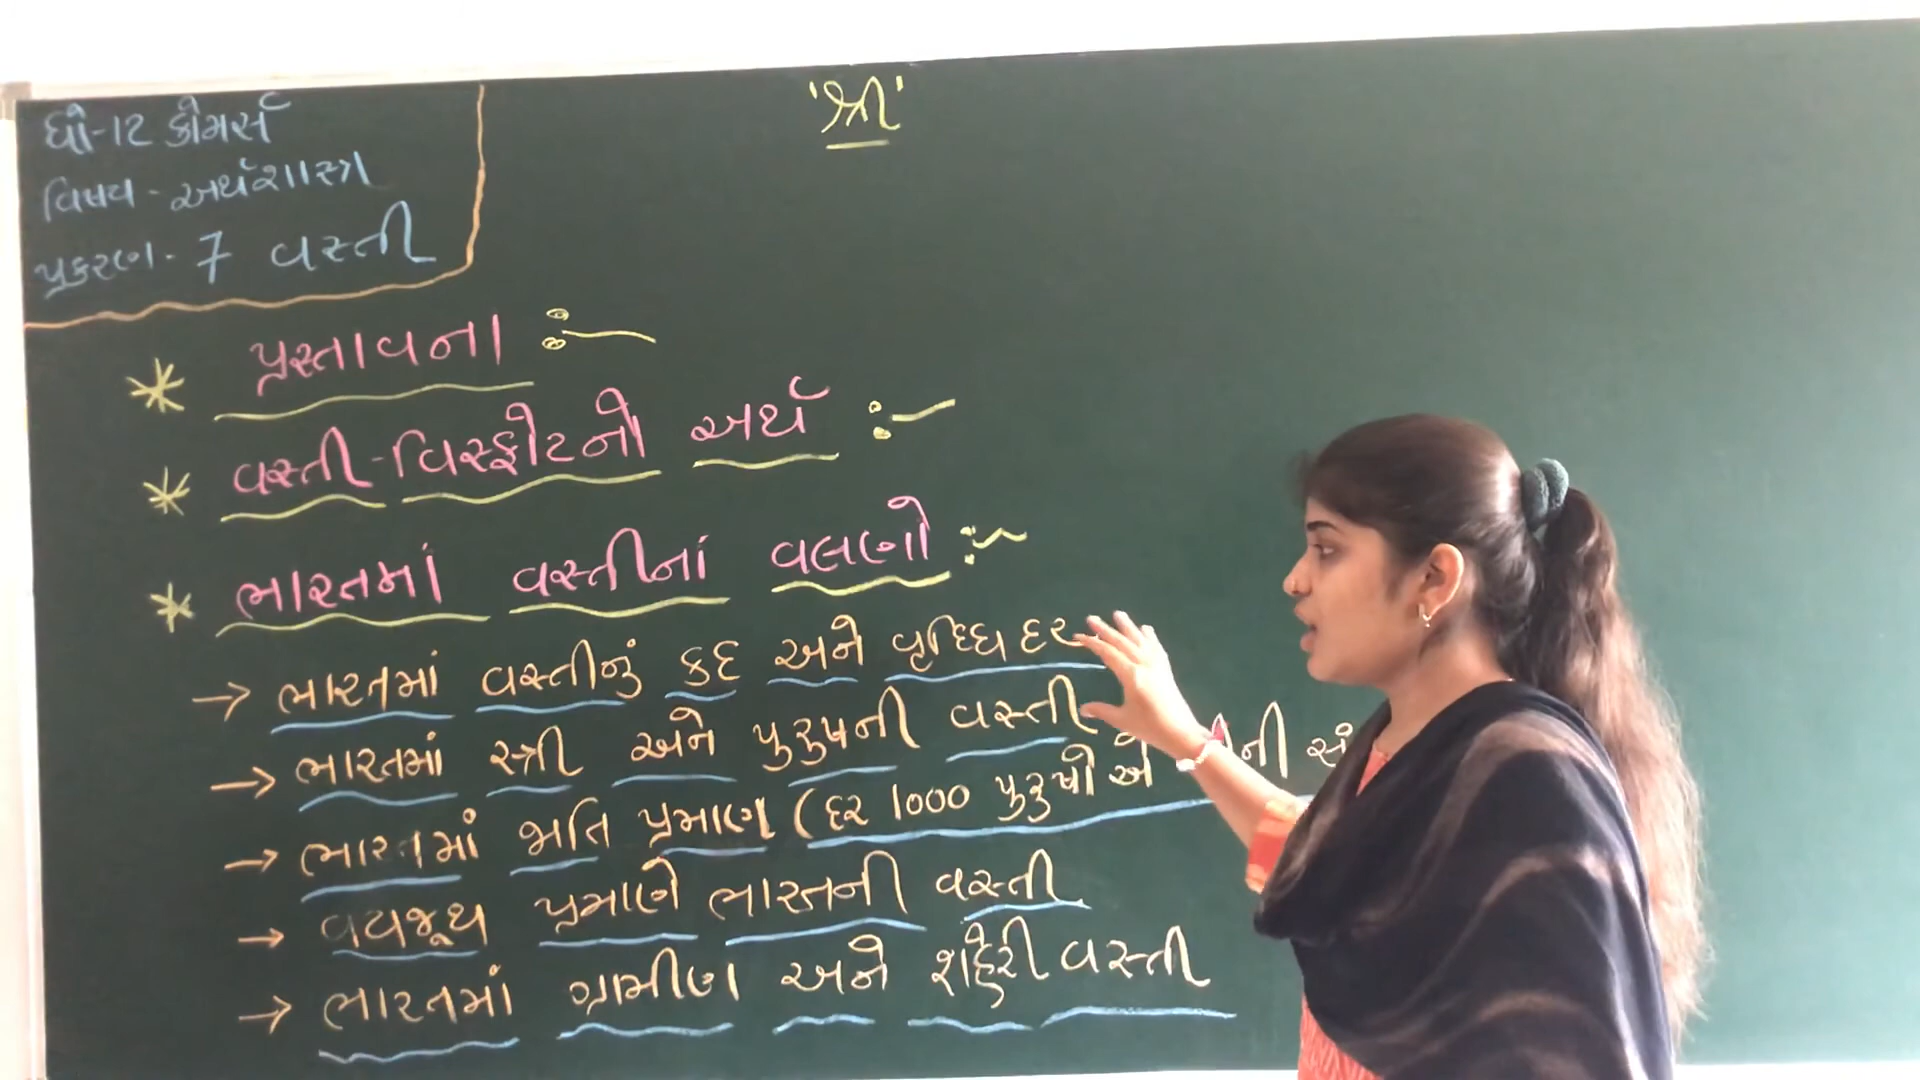 'શ્રી'
ધો-12 કોમર્સ
વિષય - અર્થશાસ્ત્ર
પ્રકરણ - 7 વસ્તી
* પ્રસ્તાવના :-
* વસ્તી-વિસ્ફોટનો અર્થ :-
* ભારતમાં વસ્તીનાં વલણો :-
→ ભારતમાં વસ્તીનું કદ અને વૃદ્ધિ દર
→ ભારતમાં સ્ત્રી અને પુરુષની વસ્તી
→ ભારતમાં જાતિ પ્રમાણ (દર 1000 પુરુષો એ
→ વયજૂથ પ્રમાણે ભારતની વસ્તી
→ ભારતમાં ગ્રામીણ અને શહેરી વસ્તી